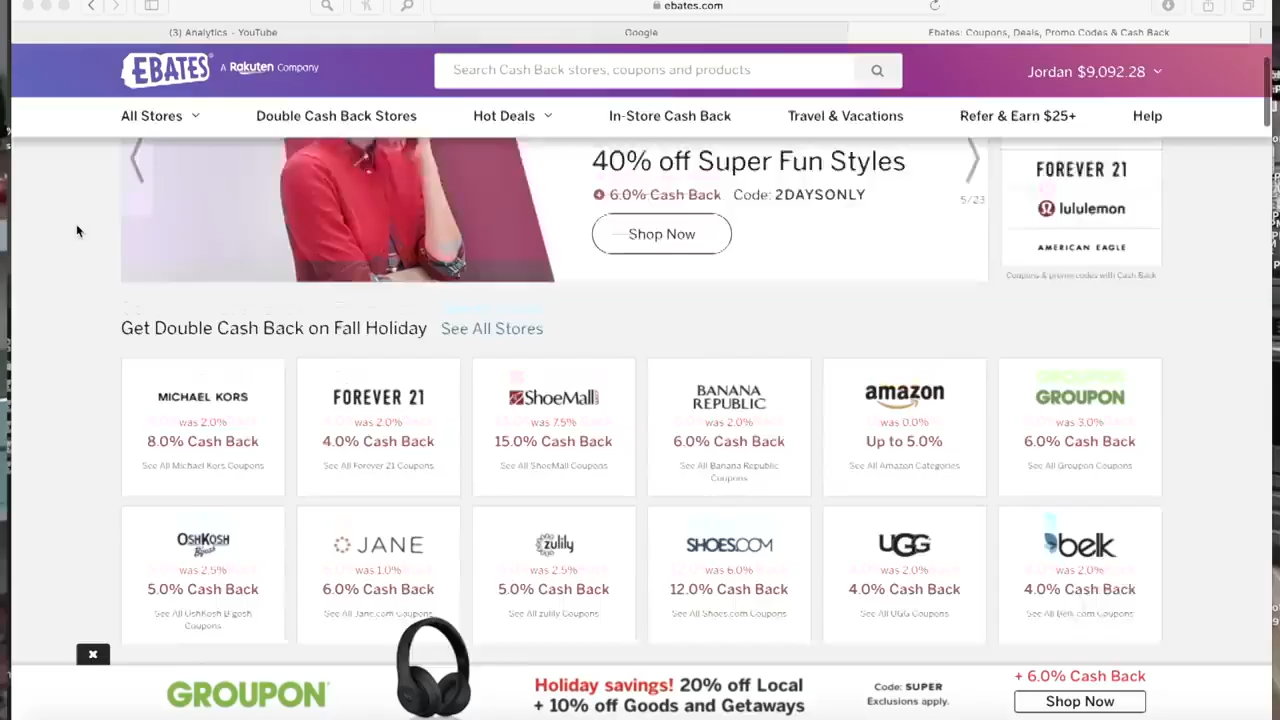 ebates.com
(3) Analytics - YouTube
Google
Ebates: Coupons, Deals, Promo Codes & Cash Back
EBATES
A Rakuten Company
Search Cash Back stores, coupons and products
Jordan $9,092.28
All Stores
Double Cash Back Stores
Hot Deals
In-Store Cash Back
Travel & Vacations
Refer & Earn $25+
Help
40% off Super Fun Styles
6.0% Cash Back Code: 2DAYSONLY
Shop Now
5/23
FOREVER 21
lululemon
AMERICAN EAGLE
Coupons & promo codes with Cash Back
Get Double Cash Back on Fall Holiday See All Stores
MICHAEL KORS
was 2.0%
8.0% Cash Back
See All Michael Kors Coupons
FOREVER 21
was 2.0%
4.0% Cash Back
See All Forever 21 Coupons
ShoeMall
was 7.5%
15.0% Cash Back
See All ShoeMall Coupons
BANANA
REPUBLIC
was 2.0%
6.0% Cash Back
See All Banana Republic
Coupons
amazon
was 0.0%
Up to 5.0%
See All Amazon Categories
GROUPON
was 3.0%
6.0% Cash Back
See All Groupon Coupons
OSHKOSH
B'gosh
was 2.5%
5.0% Cash Back
See All OshKosh B'gosh
Coupons
JANE
was 1.0%
6.0% Cash Back
See All Jane.com Coupons
zulily
was 2.5%
5.0% Cash Back
See All zulily Coupons
SHOES.COM
was 6.0%
12.0% Cash Back
See All Shoes.com Coupons
UGG
was 2.0%
4.0% Cash Back
See All UGG Coupons
belk
was 2.0%
4.0% Cash Back
See All Belk.com Coupons
GROUPON
Holiday savings! 20% off Local
+ 10% off Goods and Getaways
Code: SUPER
Exclusions apply.
+ 6.0% Cash Back
Shop Now